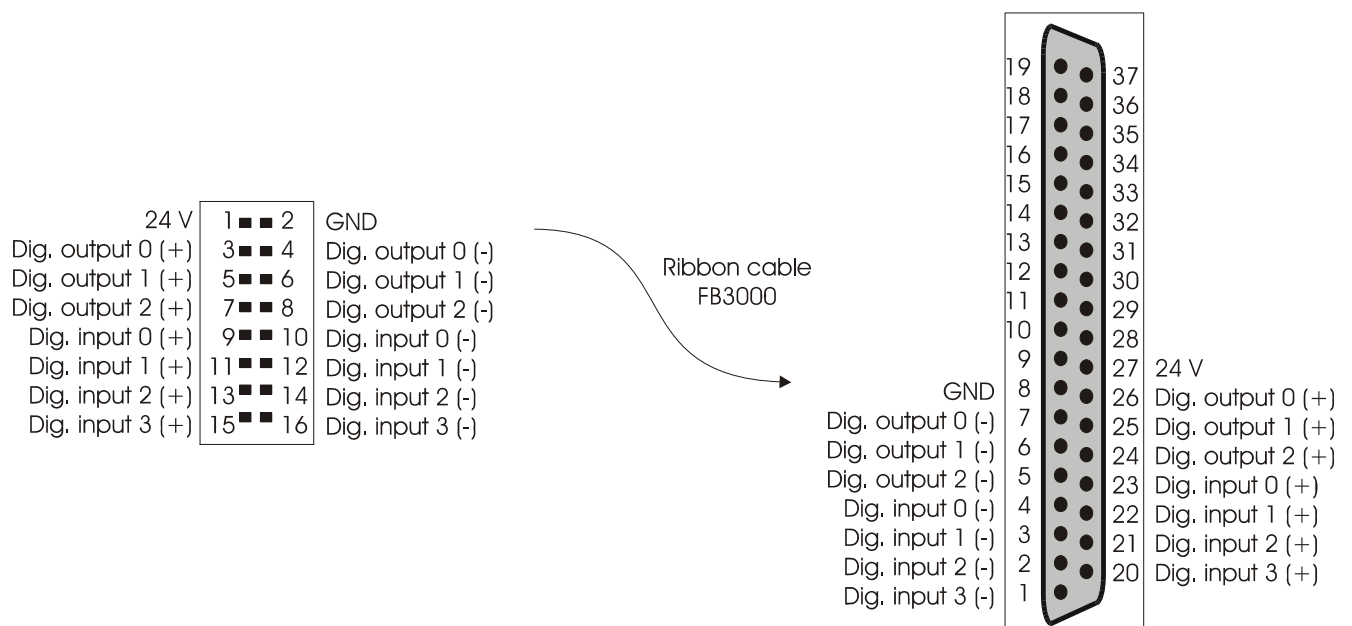 24 V 1 2 GND
Dig. output 0 (+) 3 4 Dig. output 0 (-)
Dig. output 1 (+) 5 6 Dig. output 1 (-)
Dig. output 2 (+) 7 8 Dig. output 2 (-)
Dig. input 0 (+) 9 10 Dig. input 0 (-)
Dig. input 1 (+) 11 12 Dig. input 1 (-)
Dig. input 2 (+) 13 14 Dig. input 2 (-)
Dig. input 3 (+) 15 16 Dig. input 3 (-)
Ribbon cable
FB3000
19 37
18 36
17 35
16 34
15 33
14 32
13 31
12 30
11 29
10 28
9 27 24 V
GND 8 26 Dig. output 0 (+)
Dig. output 0 (-) 7 25 Dig. output 1 (+)
Dig. output 1 (-) 6 24 Dig. output 2 (+)
Dig. output 2 (-) 5 23 Dig. input 0 (+)
Dig. input 0 (-) 4 22 Dig. input 1 (+)
Dig. input 1 (-) 3 21 Dig. input 2 (+)
Dig. input 2 (-) 2 20 Dig. input 3 (+)
Dig. input 3 (-) 1